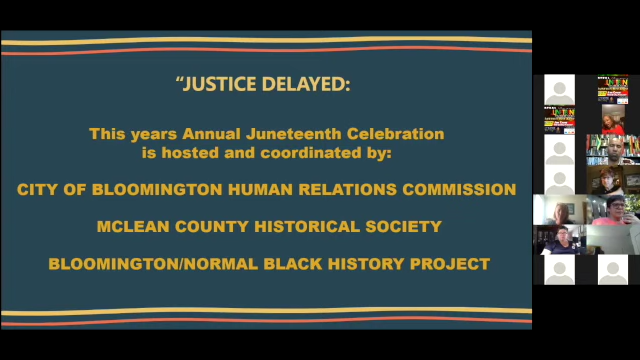 “JUSTICE DELAYED:
This years Annual Juneteenth Celebration
is hosted and coordinated by:
CITY OF BLOOMINGTON HUMAN RELATIONS COMMISSION
MCLEAN COUNTY HISTORICAL SOCIETY
BLOOMINGTON/NORMAL BLACK HISTORY PROJECT